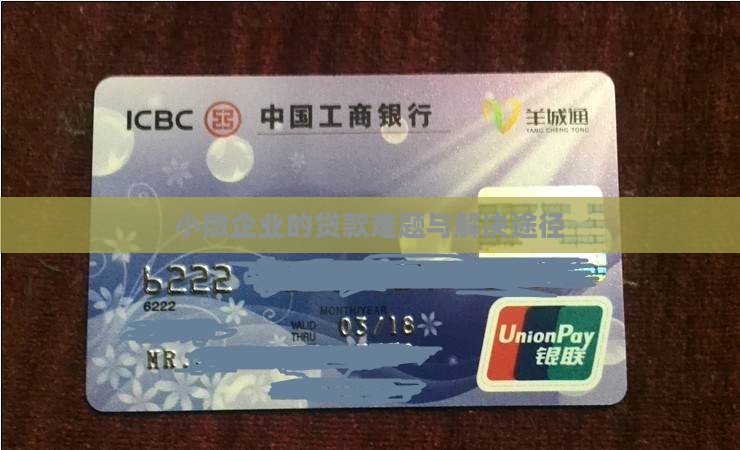 ICBC 中国工商银行 羊城通
YANG CHENG TONG
小微企业的贷款难题与解决途径
6222
6222
MONTH/YEAR
VALID THRU 03/18
MR.
UnionPay
银联